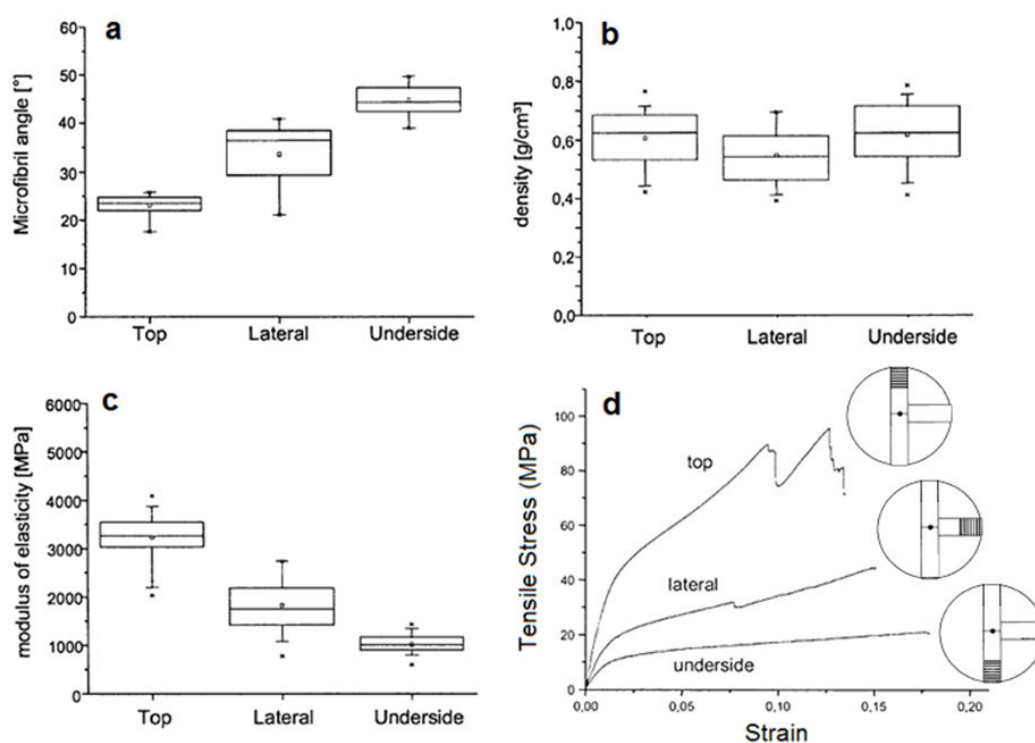 a
Microfibril angle [°]
60
50
40
30
20
10
0
Top Lateral Underside
b
density [g/cm³]
1,0
0,8
0,6
0,4
0,2
0,0
Top Lateral Underside
c
modulus of elasticity [MPa]
6000
5000
4000
3000
2000
1000
0
Top Lateral Underside
d
Tensile Stress (MPa)
100
80
60
40
20
0
top
lateral
underside
0,00 0,05 0,10 0,15 0,20
Strain